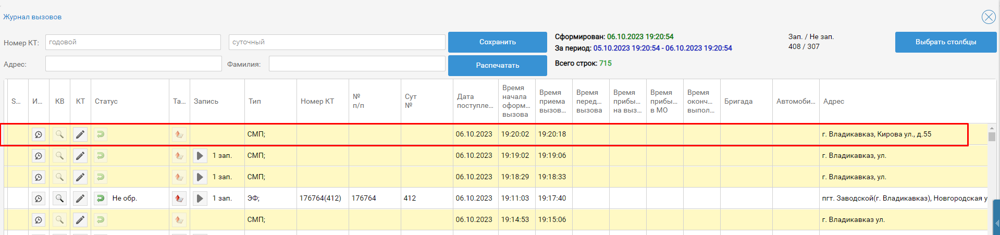 Журнал вызовов
Номер КТ: годовой суточный Сохранить Сформирован: 06.10.2023 19:20:54 Зап. / Не зап. Выбрать столбцы
За период: 05.10.2023 19:20:54 - 06.10.2023 19:20:54 408 / 307
Адрес: Фамилия: Распечатать Всего строк: 715
S... И... КВ КТ Статус Та... Запись Тип Номер КТ № п/п Сут № Дата поступле... Время начала оформ... вызова Время приема вызов... Время перед... вызова Время прибы... на выз... Время прибы... в МО Время оконч... выпол... Бригада Автомоби... Адрес
СМП; 06.10.2023 19:20:02 19:20:18 г. Владикавказ, Кирова ул., д.55
1 зап. СМП; 06.10.2023 19:19:02 19:19:06 г. Владикавказ, ул.
1 зап. СМП; 06.10.2023 19:18:29 19:18:33 г. Владикавказ, ул.
Не обр. 1 зап. ЭФ; 176764(412) 176764 412 06.10.2023 19:11:03 19:17:40 пгт. Заводской(г. Владикавказ), Новгородская у
СМП; 06.10.2023 19:14:53 19:15:06 г. Владикавказ ул.